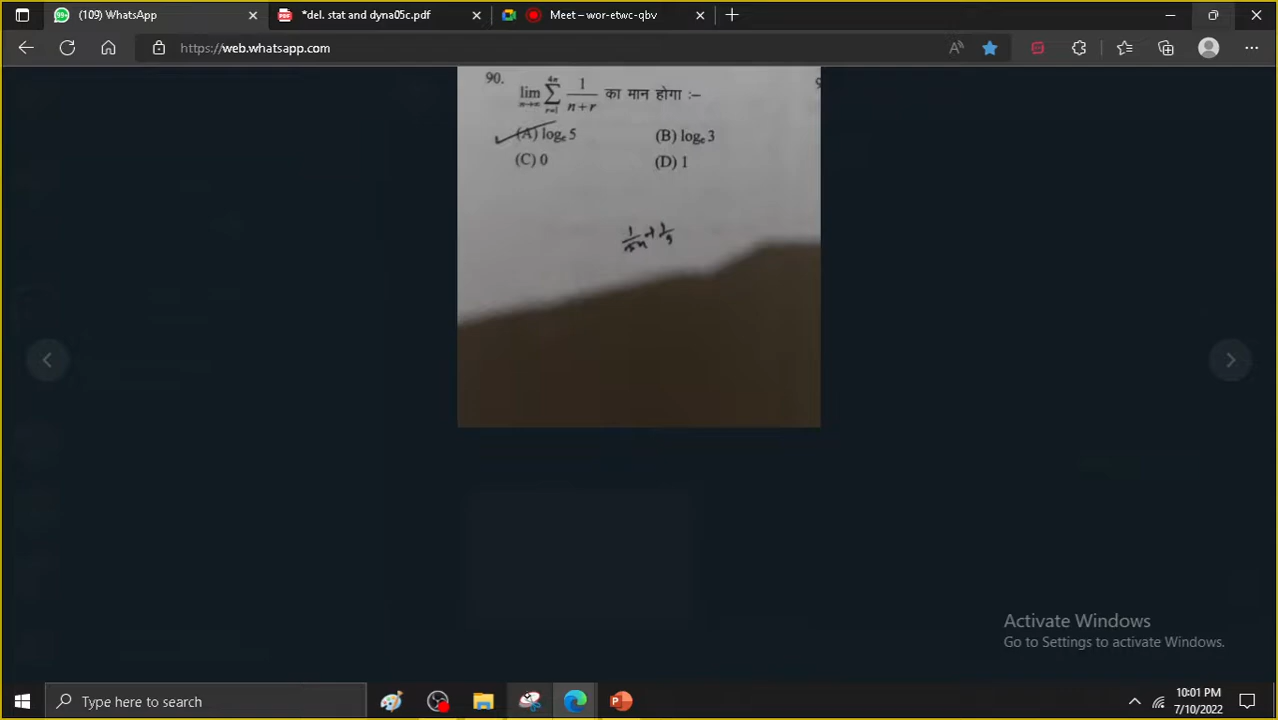 (109) WhatsApp
*del. stat and dyna05c.pdf
Meet – wor-etwc-qbv
https://web.whatsapp.com
90.
lim n→∞ 4n ∑ r=1 1/(n+r) का मान होगा :–
(A) logₑ 5
(B) logₑ 3
(C) 0
(D) 1
Activate Windows
Go to Settings to activate Windows.
Type here to search
10:01 PM
7/10/2022